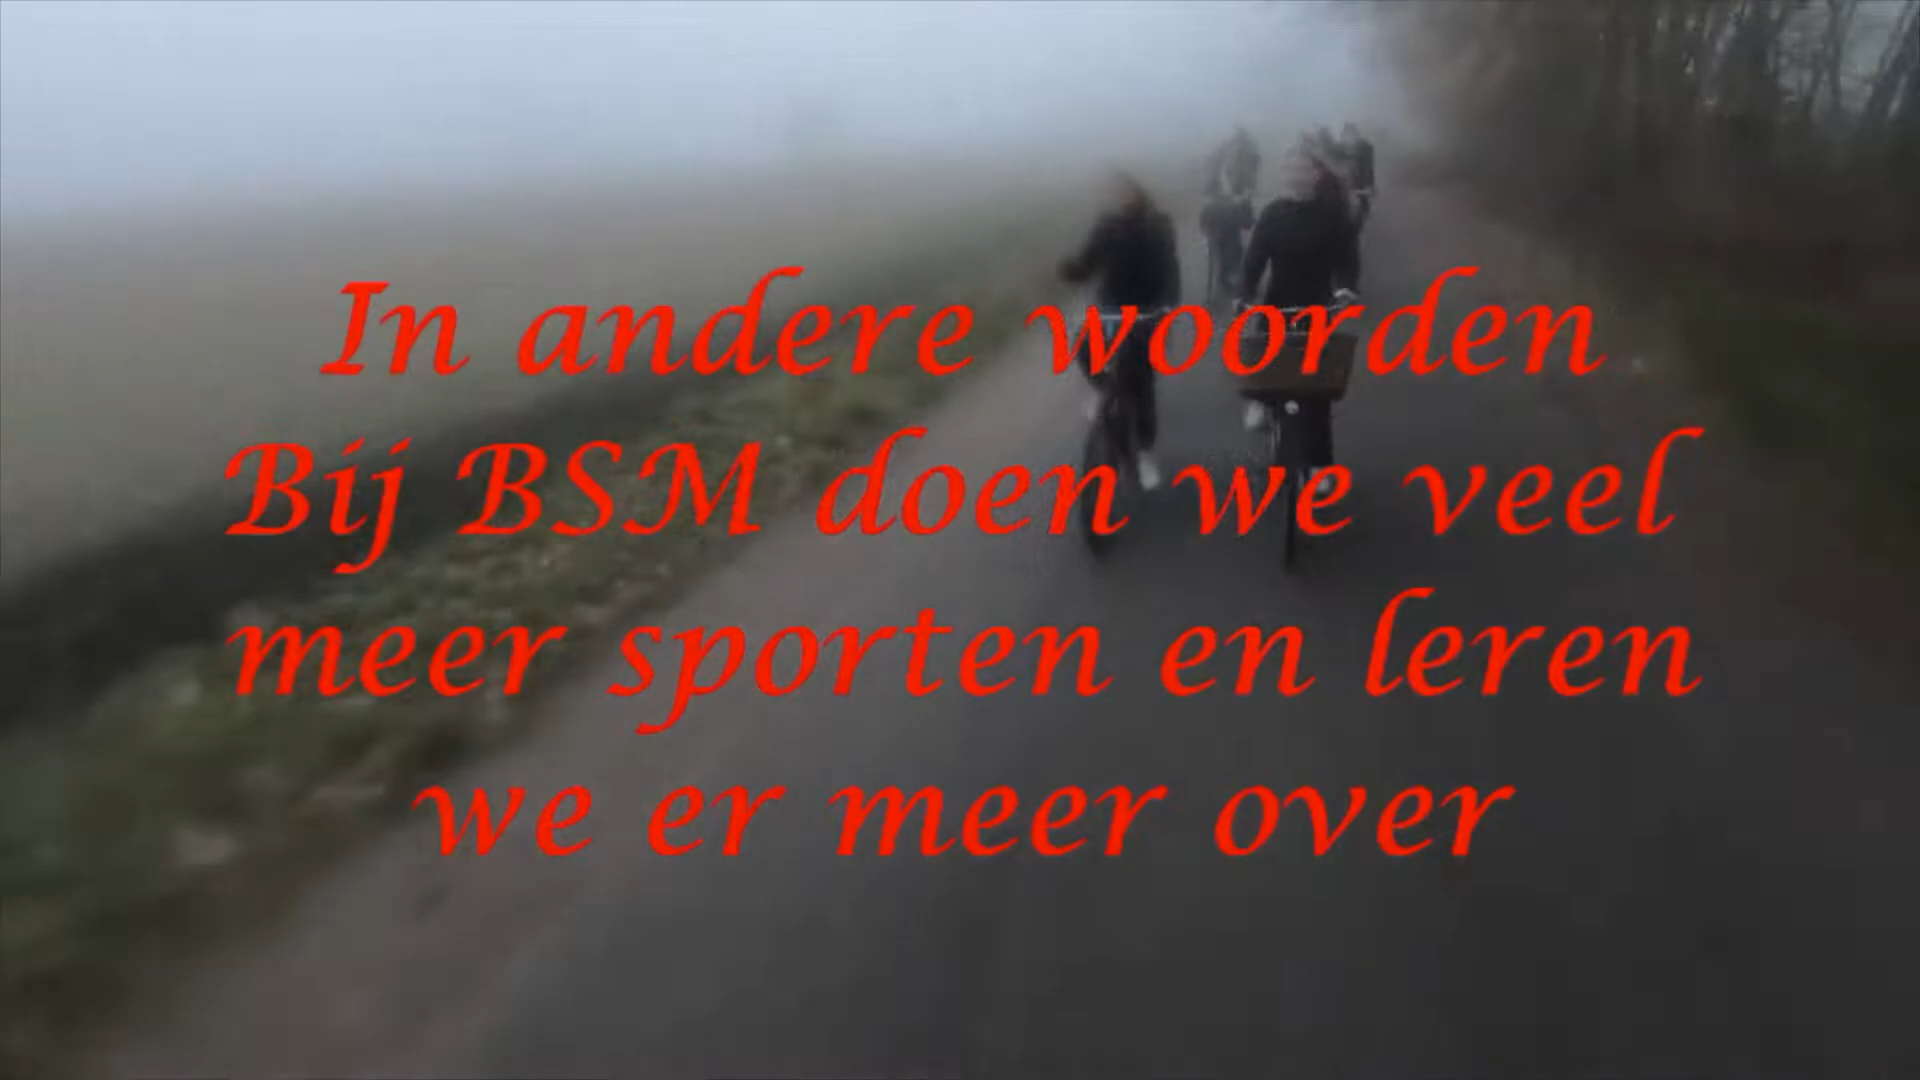 In andere woorden
Bij BSM doen we veel
meer sporten en leren
we er meer over